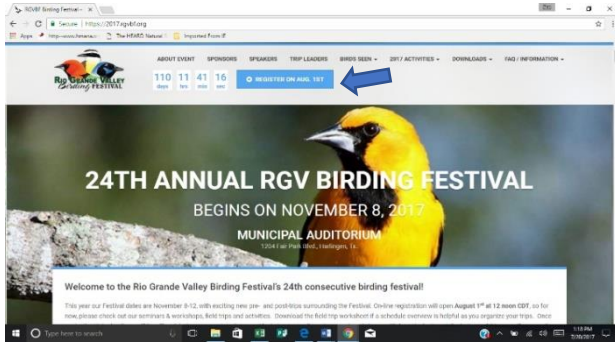 RGVBF Birding Festival -
Secure https://2017.rgvbf.org
Apps
Imported From IE
ABOUT EVENT SPONSORS SPEAKERS TRIP LEADERS BIRDS SEEN 2017 ACTIVITIES DOWNLOADS FAQ / INFORMATION
RIO GRANDE VALLEY
Birding FESTIVAL
110 11 41 16
days hrs min sec
REGISTER ON AUG. 1ST
24TH ANNUAL RGV BIRDING FESTIVAL
BEGINS ON NOVEMBER 8, 2017
MUNICIPAL AUDITORIUM
1204 Fair Park Blvd., Harlingen, Tx.
Welcome to the Rio Grande Valley Birding Festival's 24th consecutive birding festival!
This year our Festival dates are November 8-12, with exciting new pre- and post-trips surrounding the Festival. On-line registration will open August 1st at 12 noon CDT, so for
now, please check out our seminars & workshops, field trips and activities. Download the field trip worksheet if a schedule overview is helpful as you organize your trips. Once
Type here to search
1:18 PM